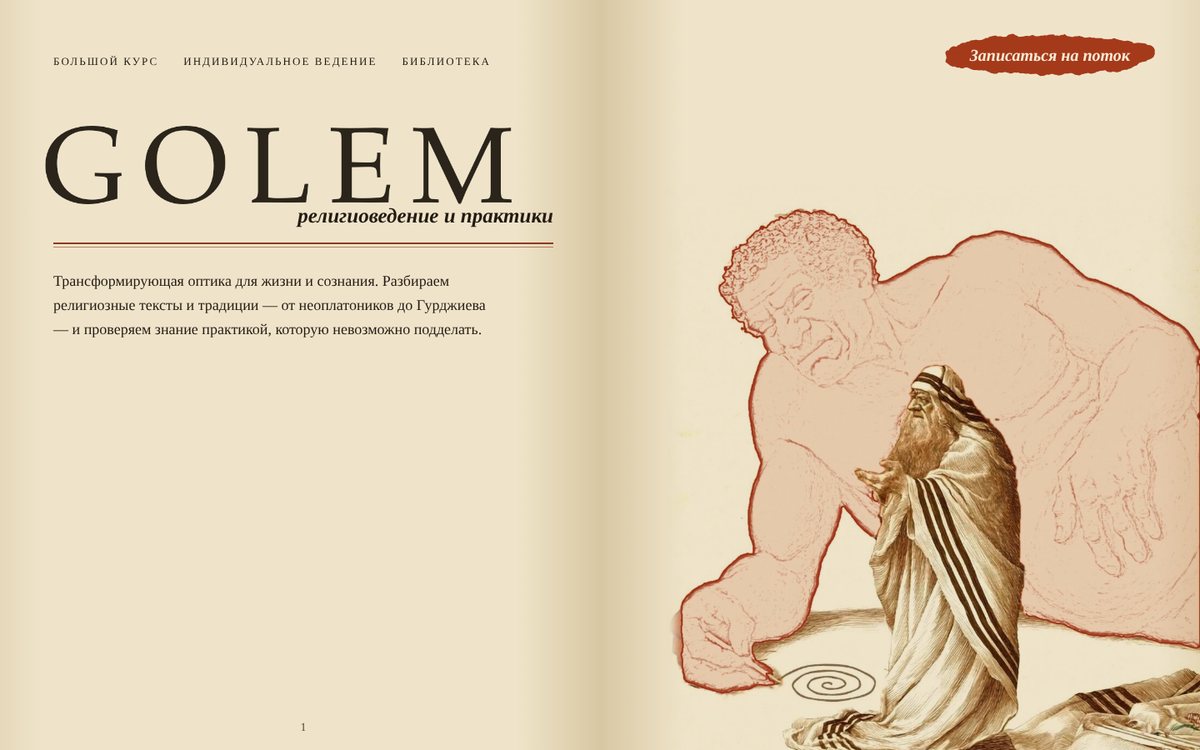 БОЛЬШОЙ КУРС ИНДИВИДУАЛЬНОЕ ВЕДЕНИЕ БИБЛИОТЕКА
Записаться на поток
GOLEM
религиоведение и практики
Трансформирующая оптика для жизни и сознания. Разбираем
религиозные тексты и традиции — от неоплатоников до Гурджиева
— и проверяем знание практикой, которую невозможно подделать.
1